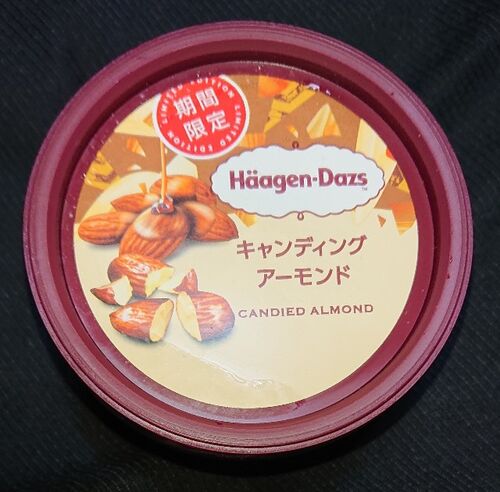 LIMITED EDITION
期間
限定
LIMITED EDITION
Häagen-Dazs™
キャンディング
アーモンド
CANDIED ALMOND